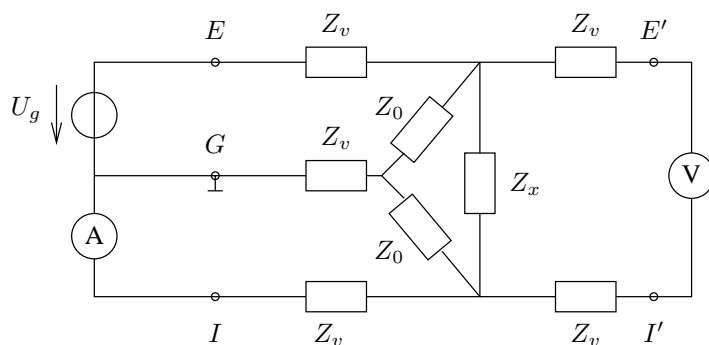 E Z_v Z_v E'
U_g Z_0
G Z_v
Z_x V
A Z_0
I Z_v Z_v I'